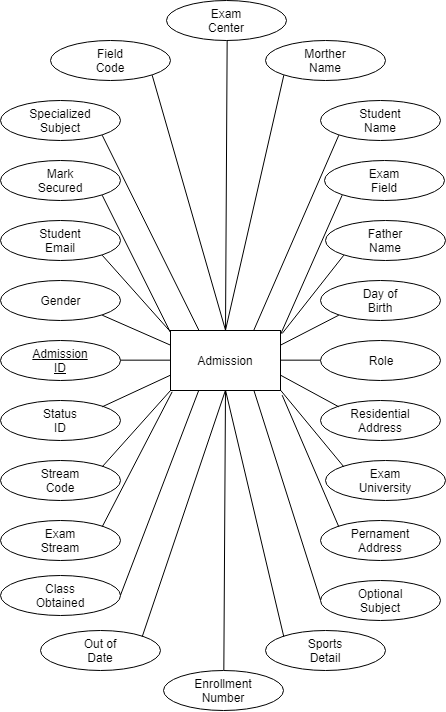 Exam
Center
Field
Code
Morther
Name
Specialized
Subject
Student
Name
Mark
Secured
Exam
Field
Student
Email
Father
Name
Gender
Day of
Birth
Admission
ID
Admission
Role
Status
ID
Residential
Address
Stream
Code
Exam
University
Exam
Stream
Pernament
Address
Class
Obtained
Optional
Subject
Out of
Date
Sports
Detail
Enrollment
Number